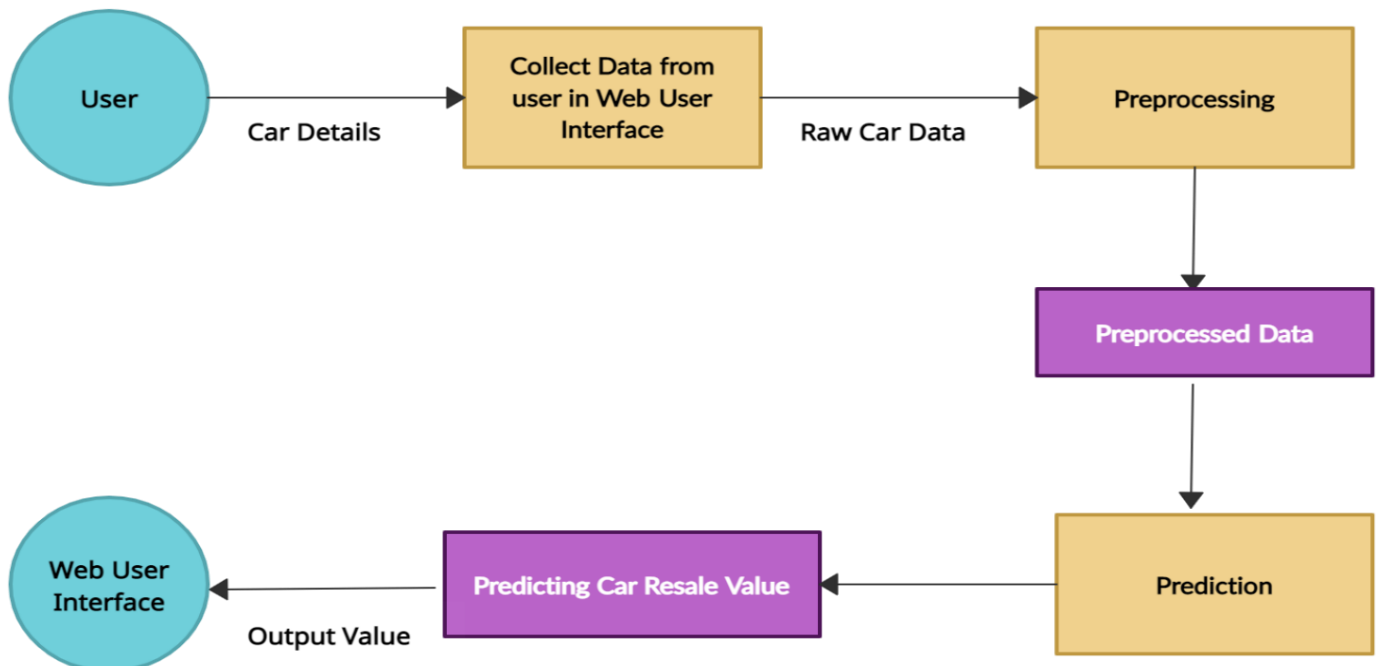 User
Car Details
Collect Data from
user in Web User
Interface
Raw Car Data
Preprocessing
Preprocessed Data
Prediction
Predicting Car Resale Value
Output Value
Web User
Interface